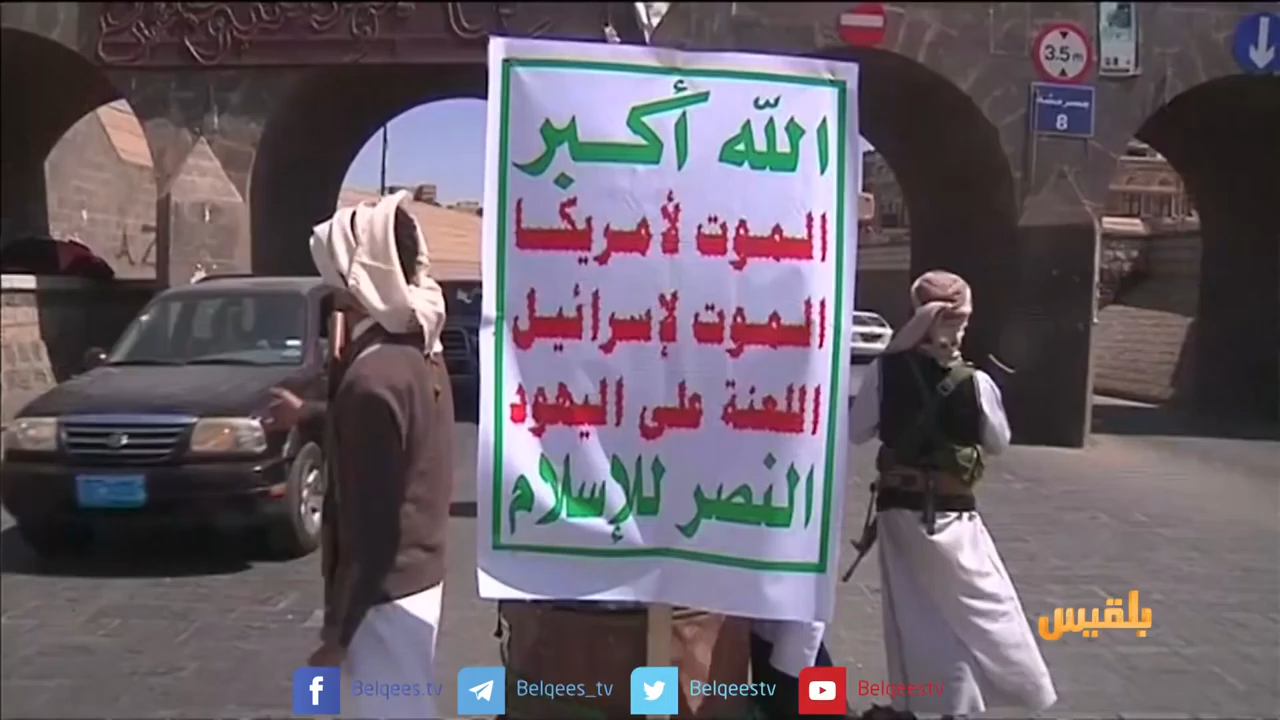 3.5m
8
الله أكبر
الموت لأمريكا
الموت لإسرائيل
اللعنة على اليهود
النصر للإسلام
بلقيس
Belqees.tv
Belqees_tv
Belqeestv
Belqeestv